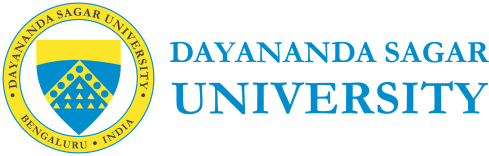 • DAYANANDA SAGAR UNIVERSITY •
BENGALURU • INDIA
DAYANANDA SAGAR
UNIVERSITY